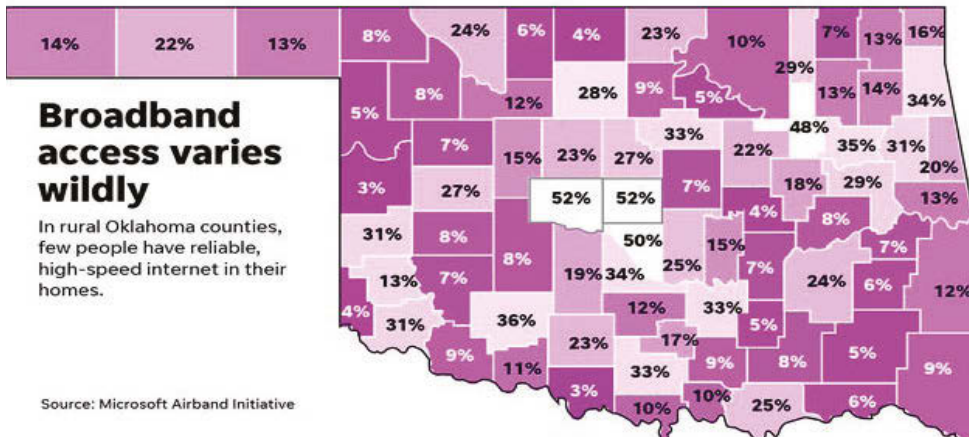 14% 22% 13% 8% 24% 6% 4% 23% 10% 7% 13% 16%
29%
5% 8% 12% 28% 9% 5% 13% 14% 34%
Broadband
access varies
wildly
In rural Oklahoma counties,
few people have reliable,
high-speed internet in their
homes.
7% 15% 23% 27% 33% 22% 48% 35% 31% 20%
3% 27% 52% 52% 7% 18% 29% 13%
4% 8%
31% 8% 8% 19% 34% 50% 25% 15% 7% 24% 7%
13% 7% 6% 12%
4% 31% 36% 12% 33% 5%
9% 11% 23% 17% 33% 9% 8% 5% 9%
3% 10% 10% 25% 6%
Source: Microsoft Airband Initiative